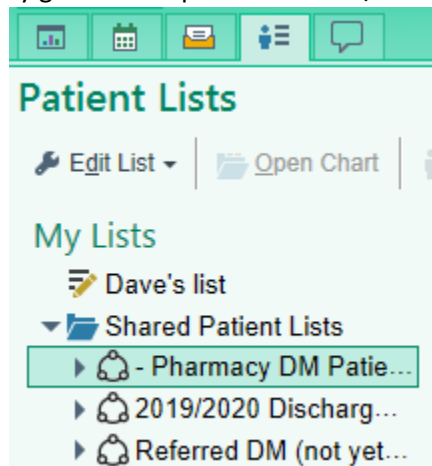 Patient Lists
Edit List Open Chart
My Lists
Dave's list
Shared Patient Lists
- Pharmacy DM Patie...
2019/2020 Discharg...
Referred DM (not yet...